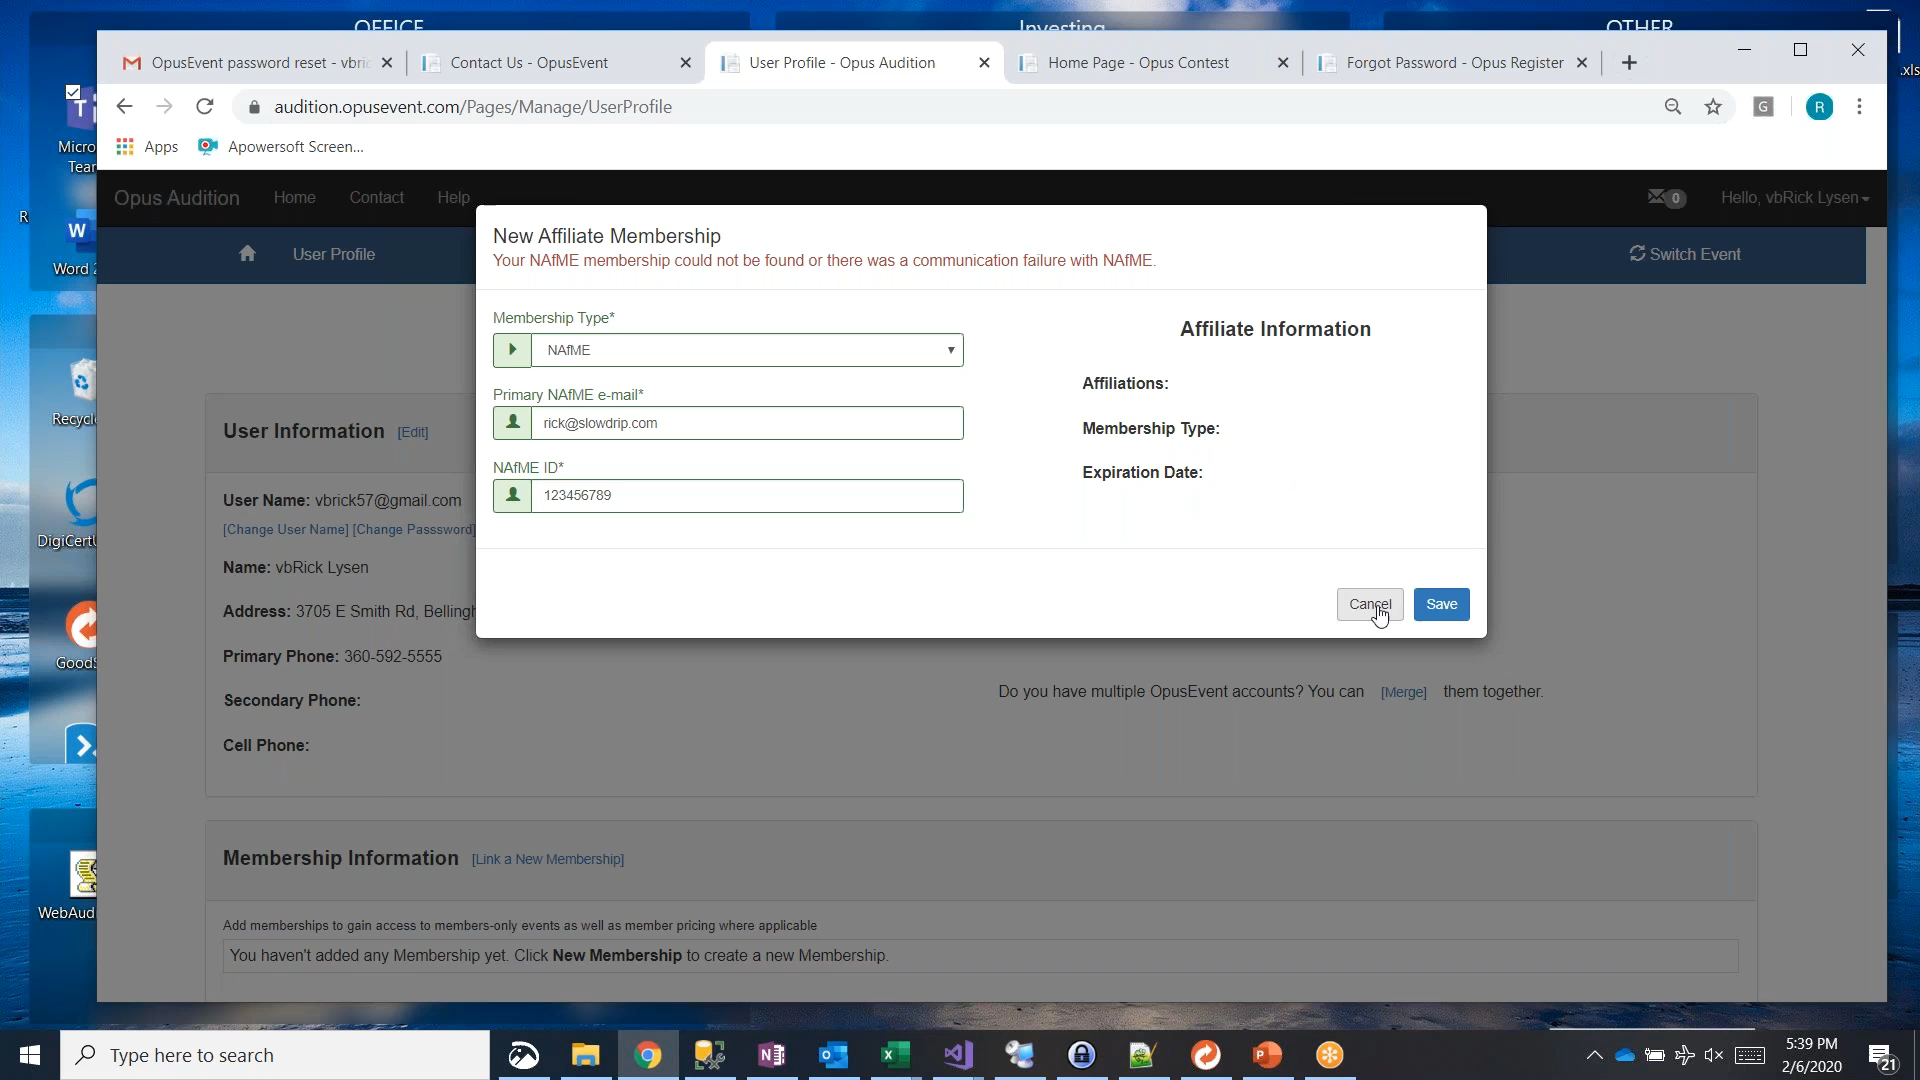 OFFICE
Investing
OTHER
OpusEvent password reset - vbric
Contact Us - OpusEvent
User Profile - Opus Audition
Home Page - Opus Contest
Forgot Password - Opus Register
.xls
audition.opusevent.com/Pages/Manage/UserProfile
G
R
Apps
Apowersoft Screen...
Micro
Tear
R
Word 2
Recycle
DigiCertU
GoodS
WebAud
Opus Audition
Home
Contact
Help
0
Hello, vbRick Lysen
User Profile
Switch Event
New Affiliate Membership
Your NAfME membership could not be found or there was a communication failure with NAfME.
Membership Type*
NAfME
Primary NAfME e-mail*
rick@slowdrip.com
NAfME ID*
123456789
Affiliate Information
Affiliations:
Membership Type:
Expiration Date:
Cancel
Save
User Information [Edit]
User Name: vbrick57@gmail.com
[Change User Name] [Change Passsword]
Name: vbRick Lysen
Address: 3705 E Smith Rd, Bellingh
Primary Phone: 360-592-5555
Secondary Phone:
Cell Phone:
Do you have multiple OpusEvent accounts? You can [Merge] them together.
Membership Information [Link a New Membership]
Add memberships to gain access to members-only events as well as member pricing where applicable
You haven't added any Membership yet. Click New Membership to create a new Membership.
Type here to search
5:39 PM
2/6/2020
21